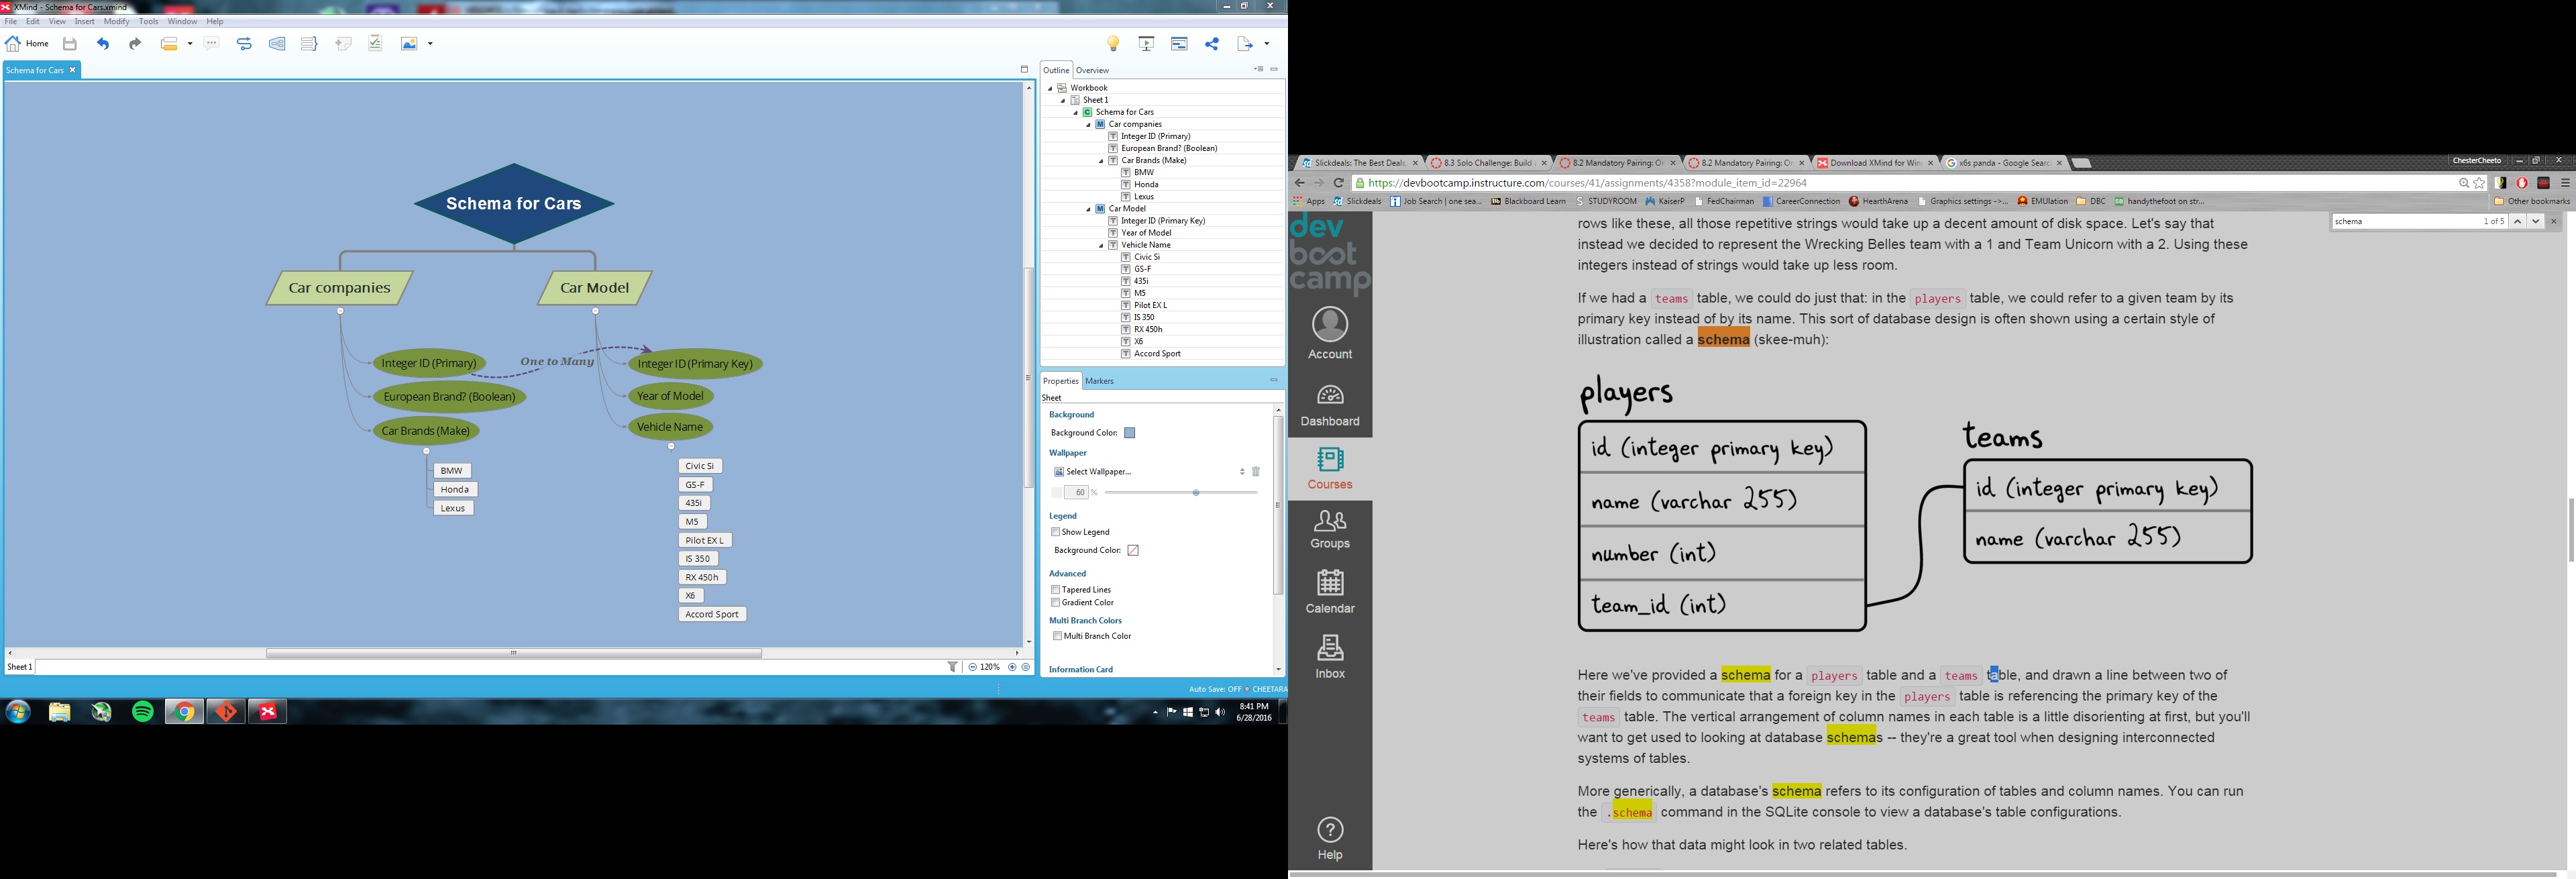 XMind - Schema for Cars.xmind
File Edit View Insert Modify Tools Window Help
Home
Schema for Cars
Schema for Cars
Car companies
Car Model
Integer ID (Primary)
One to Many
Integer ID (Primary Key)
European Brand? (Boolean)
Year of Model
Car Brands (Make)
Vehicle Name
BMW
Honda
Lexus
Civic Si
GS-F
435i
M5
Pilot EX L
IS 350
RX 450h
X6
Accord Sport
Sheet 1
120%
Outline Overview
Workbook
Sheet 1
Schema for Cars
Car companies
Integer ID (Primary)
European Brand? (Boolean)
Car Brands (Make)
BMW
Honda
Lexus
Car Model
Integer ID (Primary Key)
Year of Model
Vehicle Name
Civic Si
GS-F
435i
M5
Pilot EX L
IS 350
RX 450h
X6
Accord Sport
Properties Markers
Sheet
Background
Background Color:
Wallpaper
Select Wallpaper...
60 %
Legend
Show Legend
Background Color:
Advanced
Tapered Lines
Gradient Color
Multi Branch Colors
Multi Branch Color
Information Card
Auto Save: OFF CHEETARA
8:41 PM
6/28/2016
Slickdeals: The Best Deals, 8.3 Solo Challenge: Build 8.2 Mandatory Pairing: Or 8.2 Mandatory Pairing: Or Download XMind for Win x6s panda - Google Searc ChesterCheeto
https://devbootcamp.instructure.com/courses/41/assignments/4358?module_item_id=22964
Apps Slickdeals Job Search | one sea... Blackboard Learn STUDYROOM KaiserP FedChairman CareerConnection HearthArena Graphics settings ->... EMUlation DBC handythefoot on str... Other bookmarks
schema 1 of 5
dev
bootcamp
Account
Dashboard
Courses
Groups
Calendar
Inbox
Help
rows like these, all those repetitive strings would take up a decent amount of disk space. Let's say that
instead we decided to represent the Wrecking Belles team with a 1 and Team Unicorn with a 2. Using these
integers instead of strings would take up less room.
If we had a teams table, we could do just that: in the players table, we could refer to a given team by its
primary key instead of by its name. This sort of database design is often shown using a certain style of
illustration called a schema (skee-muh):
players
id (integer primary key)
name (varchar 255)
number (int)
team_id (int)
teams
id (integer primary key)
name (varchar 255)
Here we've provided a schema for a players table and a teams table, and drawn a line between two of
their fields to communicate that a foreign key in the players table is referencing the primary key of the
teams table. The vertical arrangement of column names in each table is a little disorienting at first, but you'll
want to get used to looking at database schemas -- they're a great tool when designing interconnected
systems of tables.
More generically, a database's schema refers to its configuration of tables and column names. You can run
the .schema command in the SQLite console to view a database's table configurations.
Here's how that data might look in two related tables.